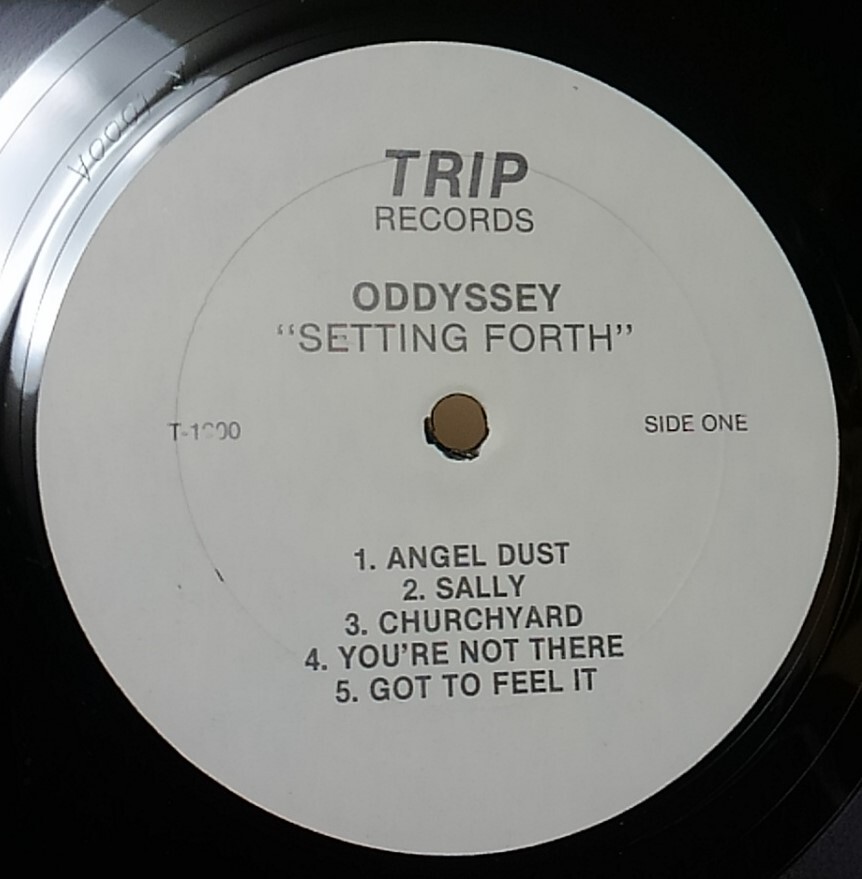 TRIP
RECORDS
ODDYSSEY
“SETTING FORTH”
T-1000
SIDE ONE
1. ANGEL DUST
2. SALLY
3. CHURCHYARD
4. YOU'RE NOT THERE
5. GOT TO FEEL IT